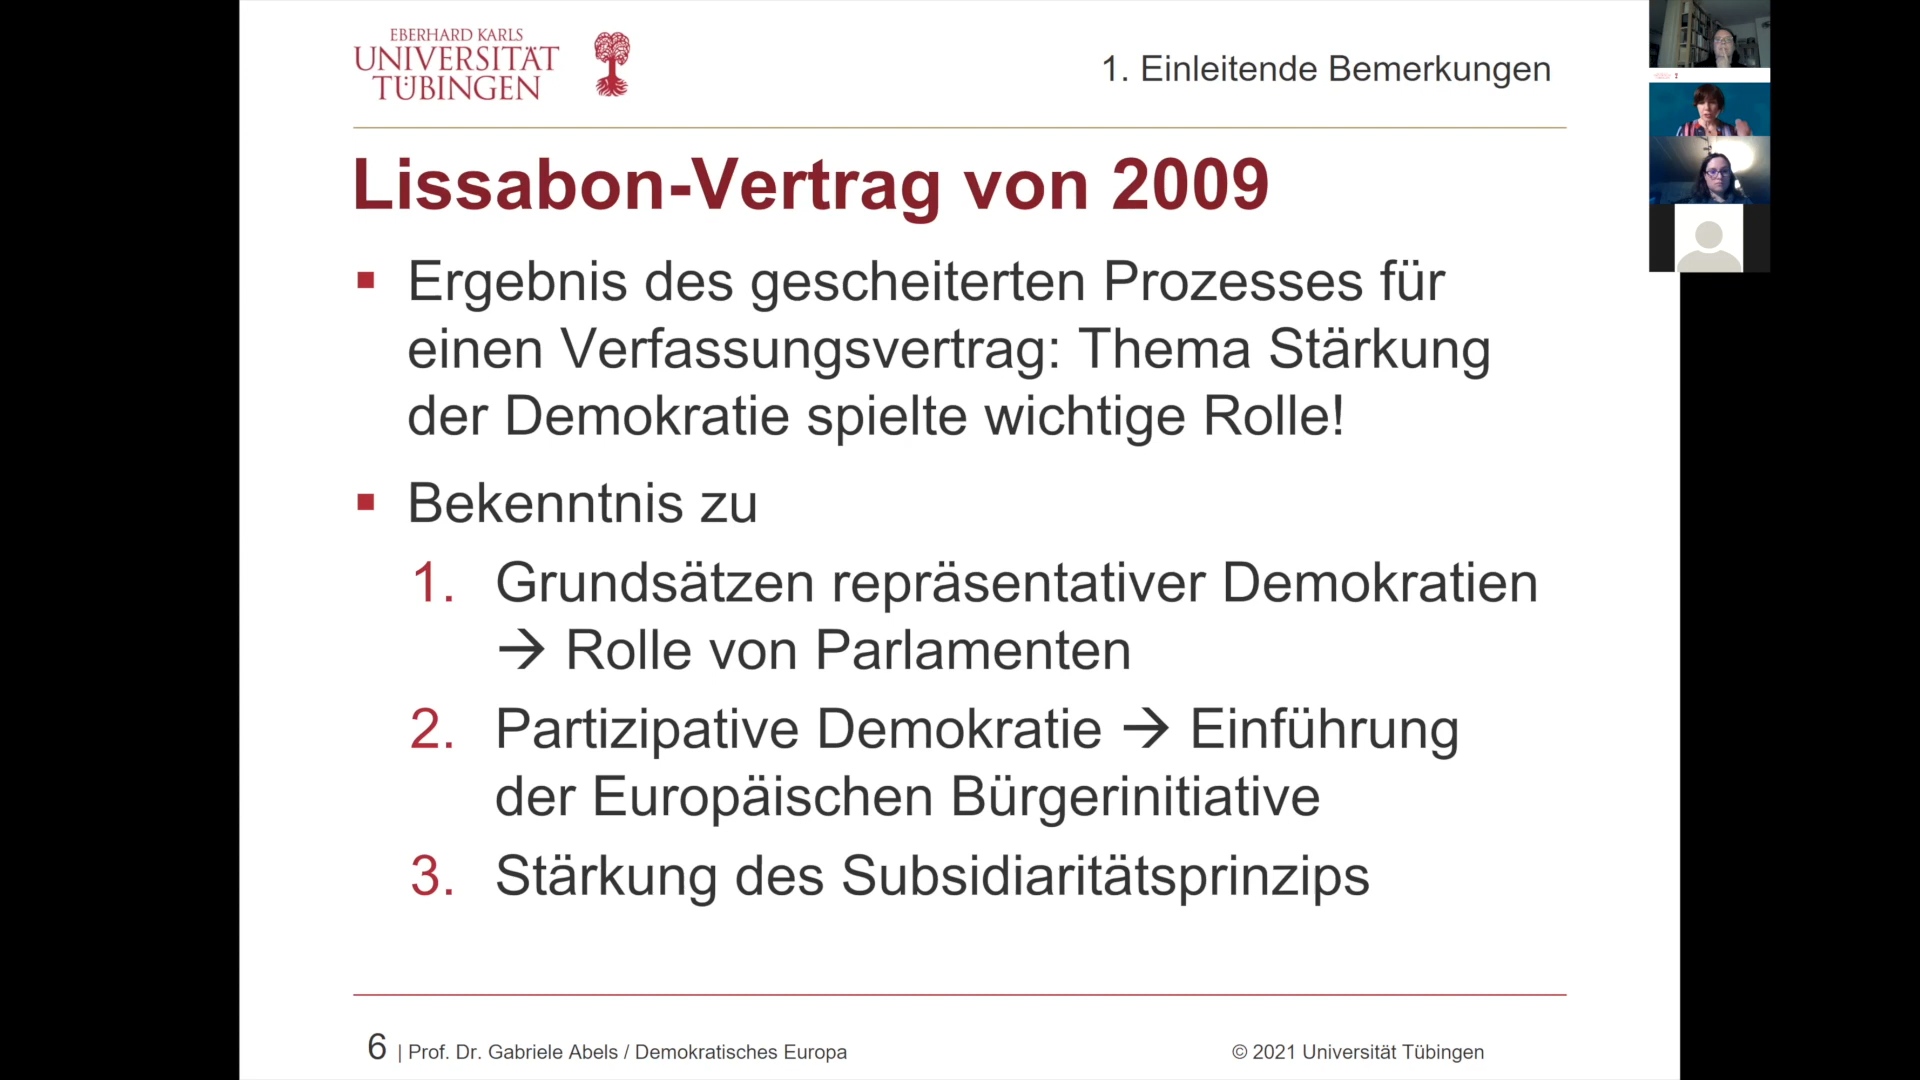 EBERHARD KARLS
UNIVERSITÄT
TÜBINGEN
1. Einleitende Bemerkungen
Lissabon-Vertrag von 2009
▪ Ergebnis des gescheiterten Prozesses für
einen Verfassungsvertrag: Thema Stärkung
der Demokratie spielte wichtige Rolle!
▪ Bekenntnis zu
1. Grundsätzen repräsentativer Demokratien
→ Rolle von Parlamenten
2. Partizipative Demokratie → Einführung
der Europäischen Bürgerinitiative
3. Stärkung des Subsidiaritätsprinzips
6 | Prof. Dr. Gabriele Abels / Demokratisches Europa
© 2021 Universität Tübingen